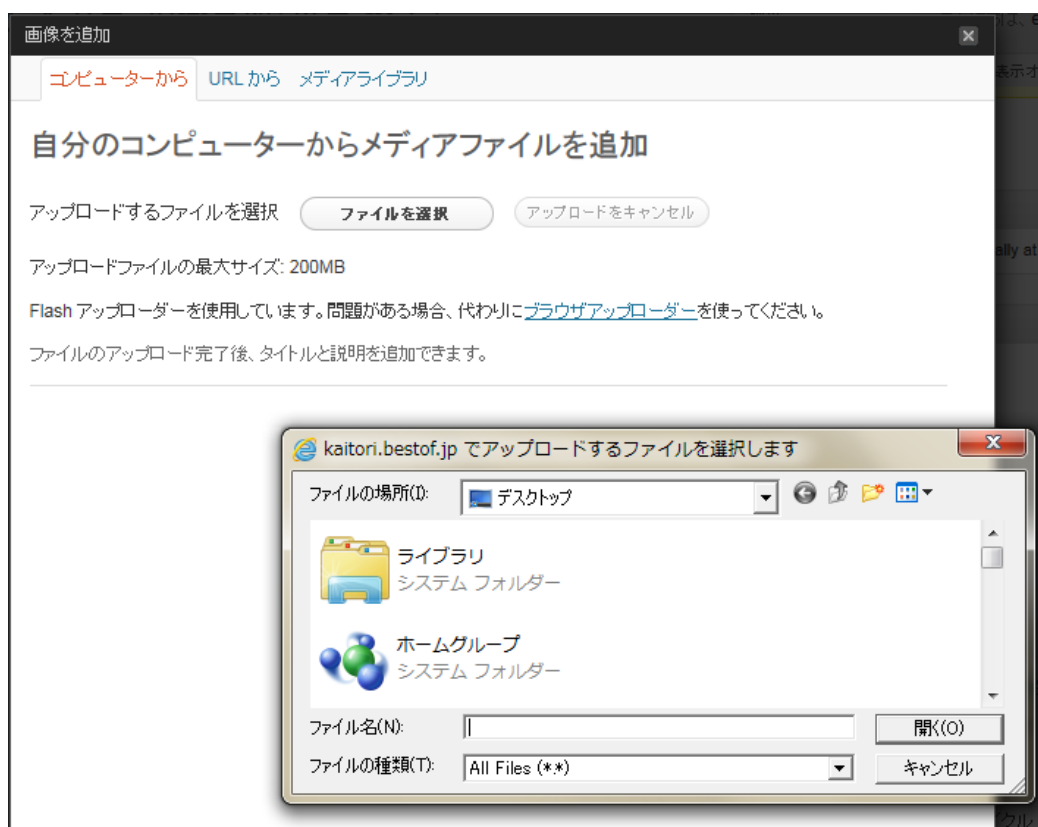 画像を追加
コンピューターから URL から メディアライブラリ
自分のコンピューターからメディアファイルを追加
アップロードするファイルを選択 ファイルを選択 アップロードをキャンセル
アップロードファイルの最大サイズ: 200MB
Flash アップローダーを使用しています。問題がある場合、代わりにブラウザアップローダーを使ってください。
ファイルのアップロード完了後、タイトルと説明を追加できます。
kaitori.bestof.jp でアップロードするファイルを選択します
ファイルの場所(I): デスクトップ
ライブラリ
システム フォルダー
ホームグループ
システム フォルダー
ファイル名(N): 開く(O)
ファイルの種類(T): All Files (*.*) キャンセル
表示オ
ally at
クル